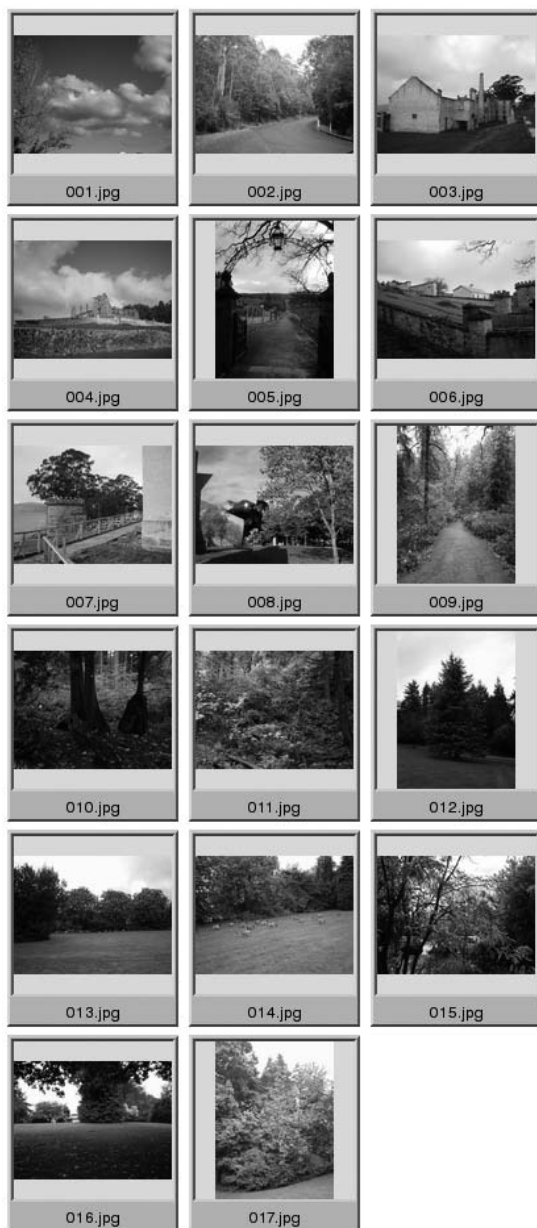 001.jpg 002.jpg 003.jpg
004.jpg 005.jpg 006.jpg
007.jpg 008.jpg 009.jpg
010.jpg 011.jpg 012.jpg
013.jpg 014.jpg 015.jpg
016.jpg 017.jpg